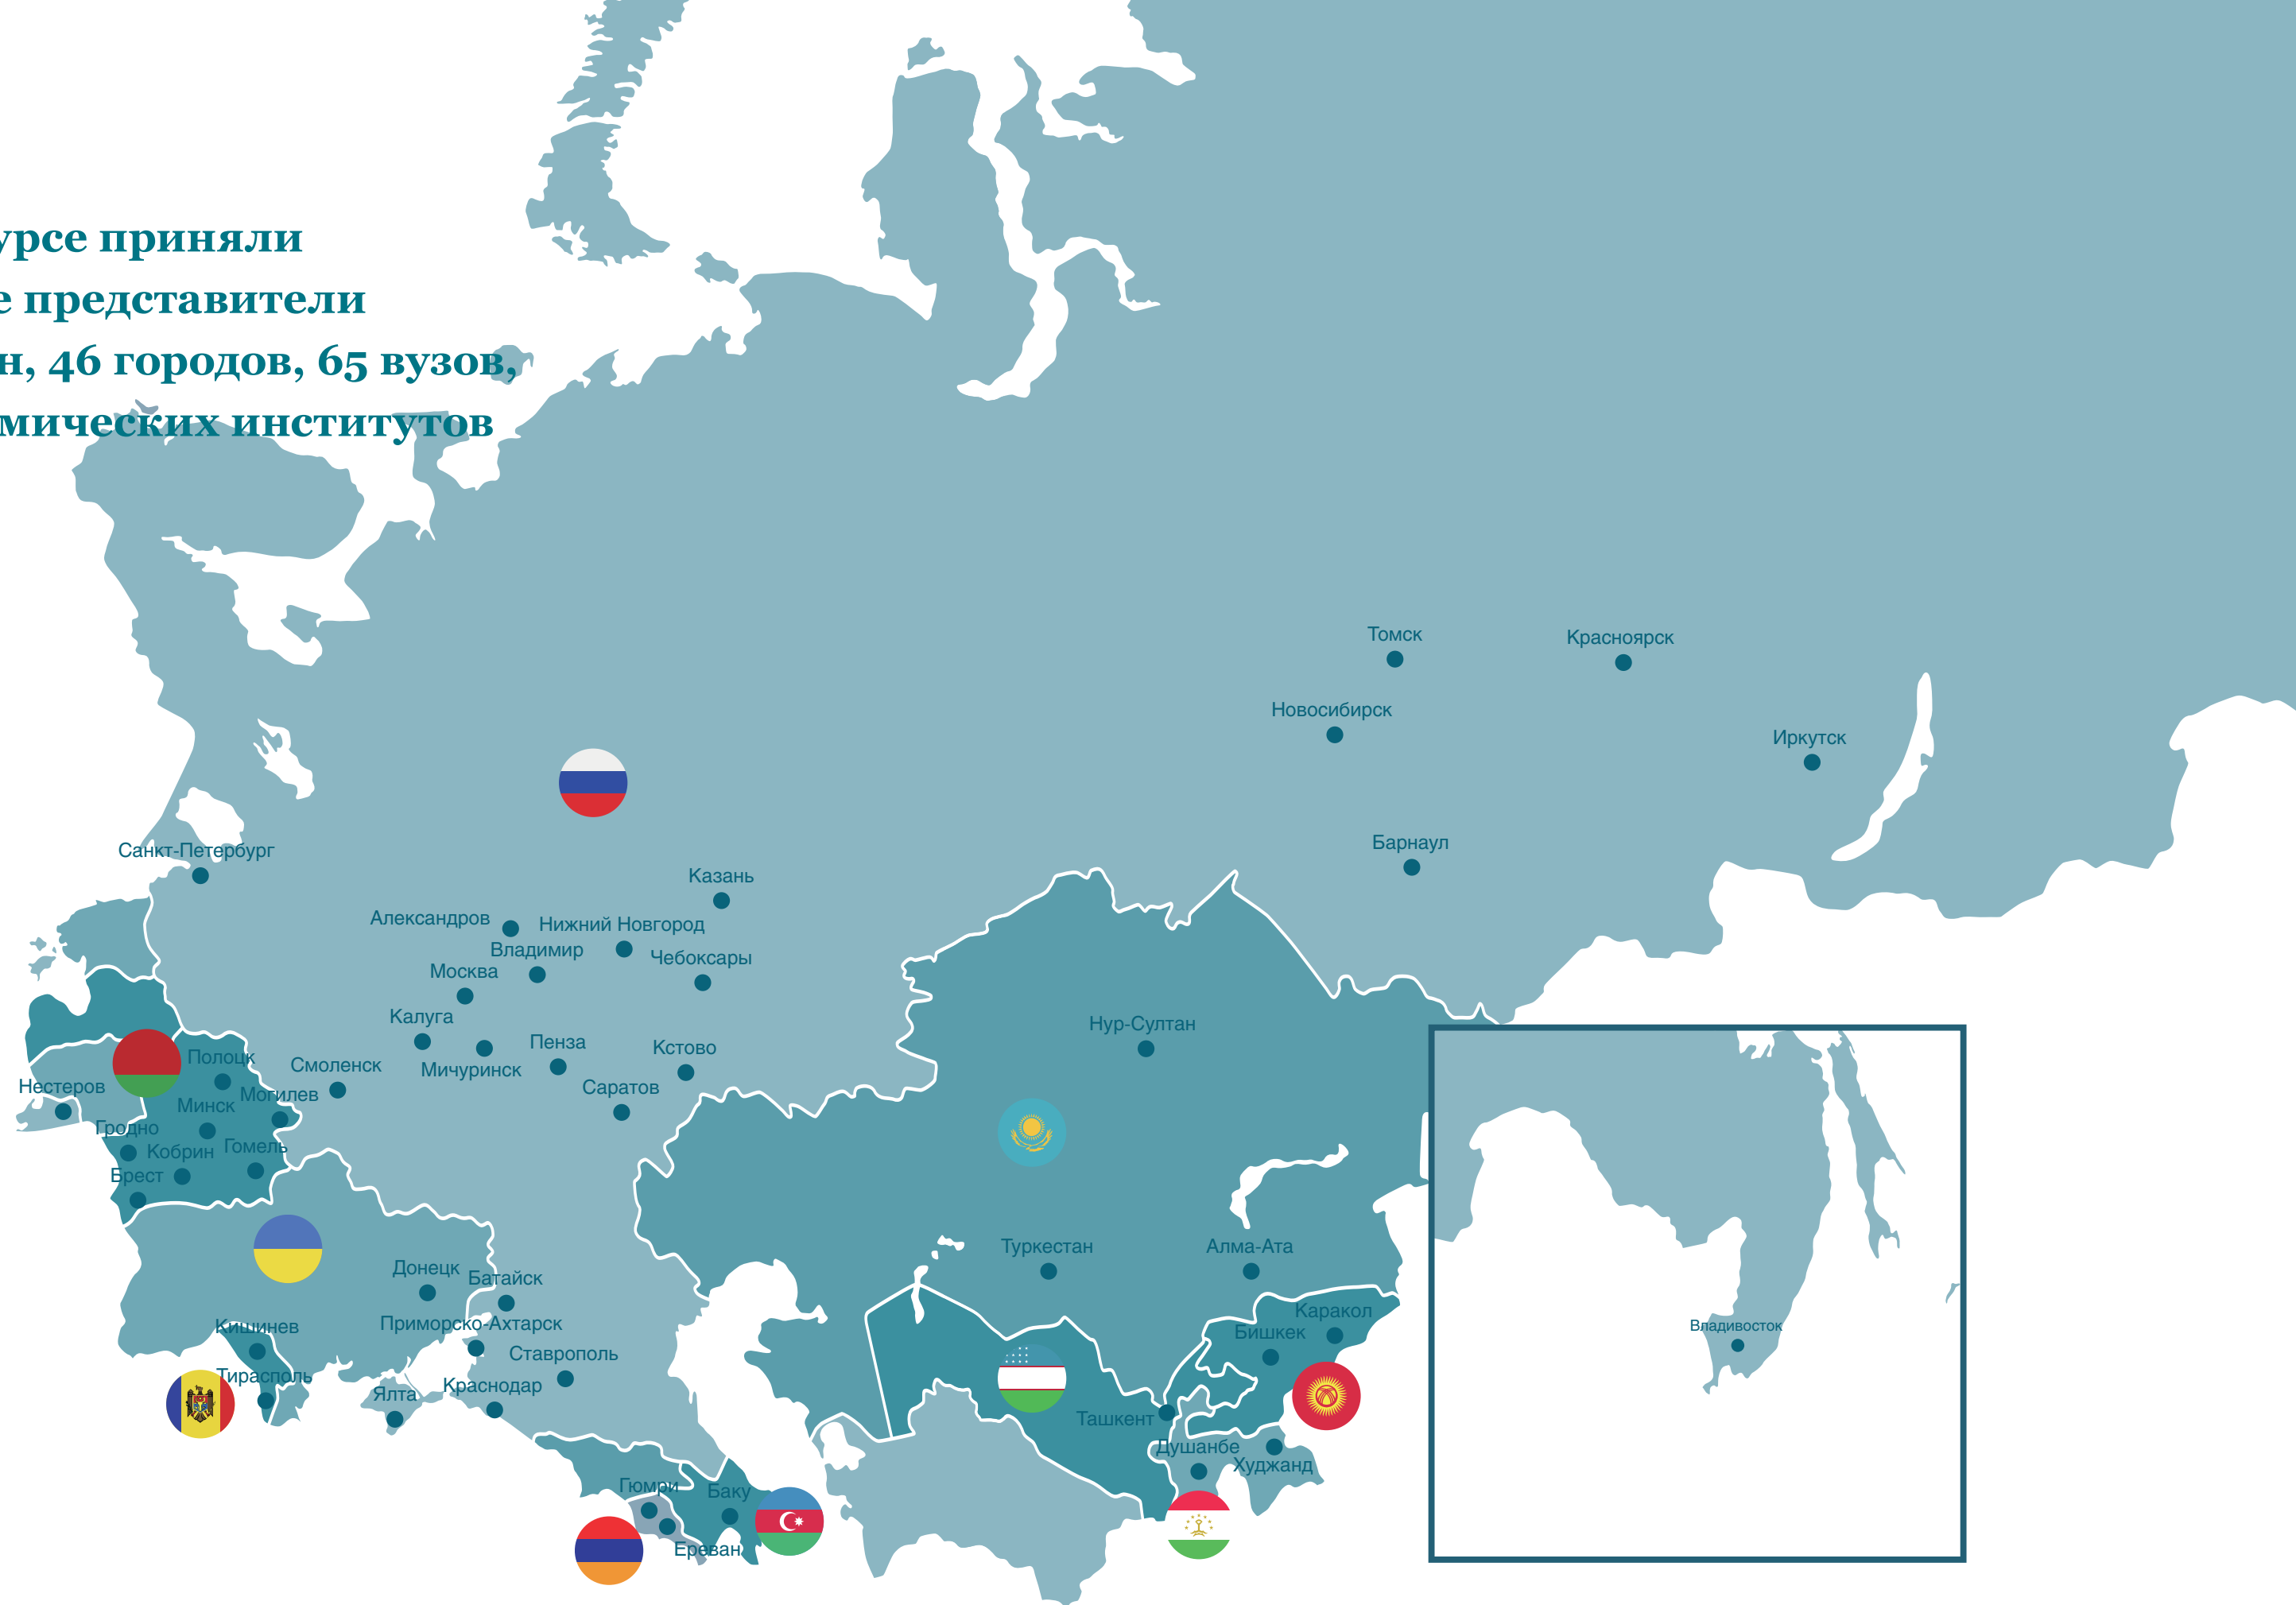 урсе приняли
е представители
н, 46 городов, 65 вузов,
мических институтов
Томск
Красноярск
Новосибирск
Иркутск
Барнаул
Санкт-Петербург
Казань
Александров
Нижний Новгород
Владимир
Чебоксары
Москва
Калуга
Нур-Султан
Пенза
Кстово
Полоцк
Смоленск
Мичуринск
Нестеров
Саратов
Могилев
Минск
Гродно
Гомель
Кобрин
Брест
Туркестан
Алма-Ата
Донецк
Батайск
Каракол
Приморско-Ахтарск
Владивосток
Кишинев
Бишкек
Ставрополь
Тирасполь
Краснодар
Ялта
Ташкент
Душанбе
Худжанд
Гюмри
Баку
Ереван